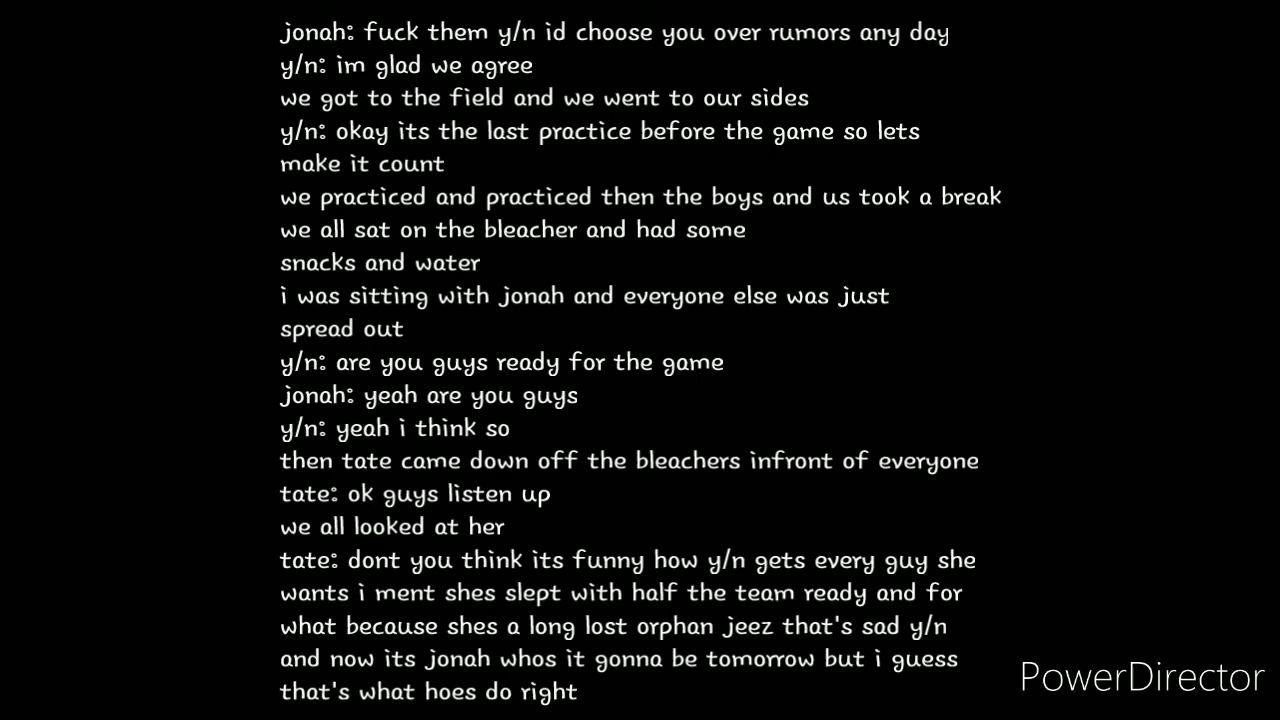 jonah: fuck them y/n id choose you over rumors any day
y/n: im glad we agree
we got to the field and we went to our sides
y/n: okay its the last practice before the game so lets
make it count
we practiced and practiced then the boys and us took a break
we all sat on the bleacher and had some
snacks and water
i was sitting with jonah and everyone else was just
spread out
y/n: are you guys ready for the game
jonah: yeah are you guys
y/n: yeah i think so
then tate came down off the bleachers infront of everyone
tate: ok guys listen up
we all looked at her
tate: dont you think its funny how y/n gets every guy she
wants i ment shes slept with half the team ready and for
what because shes a long lost orphan jeez that's sad y/n
and now its jonah whos it gonna be tomorrow but i guess
that's what hoes do right
PowerDirector